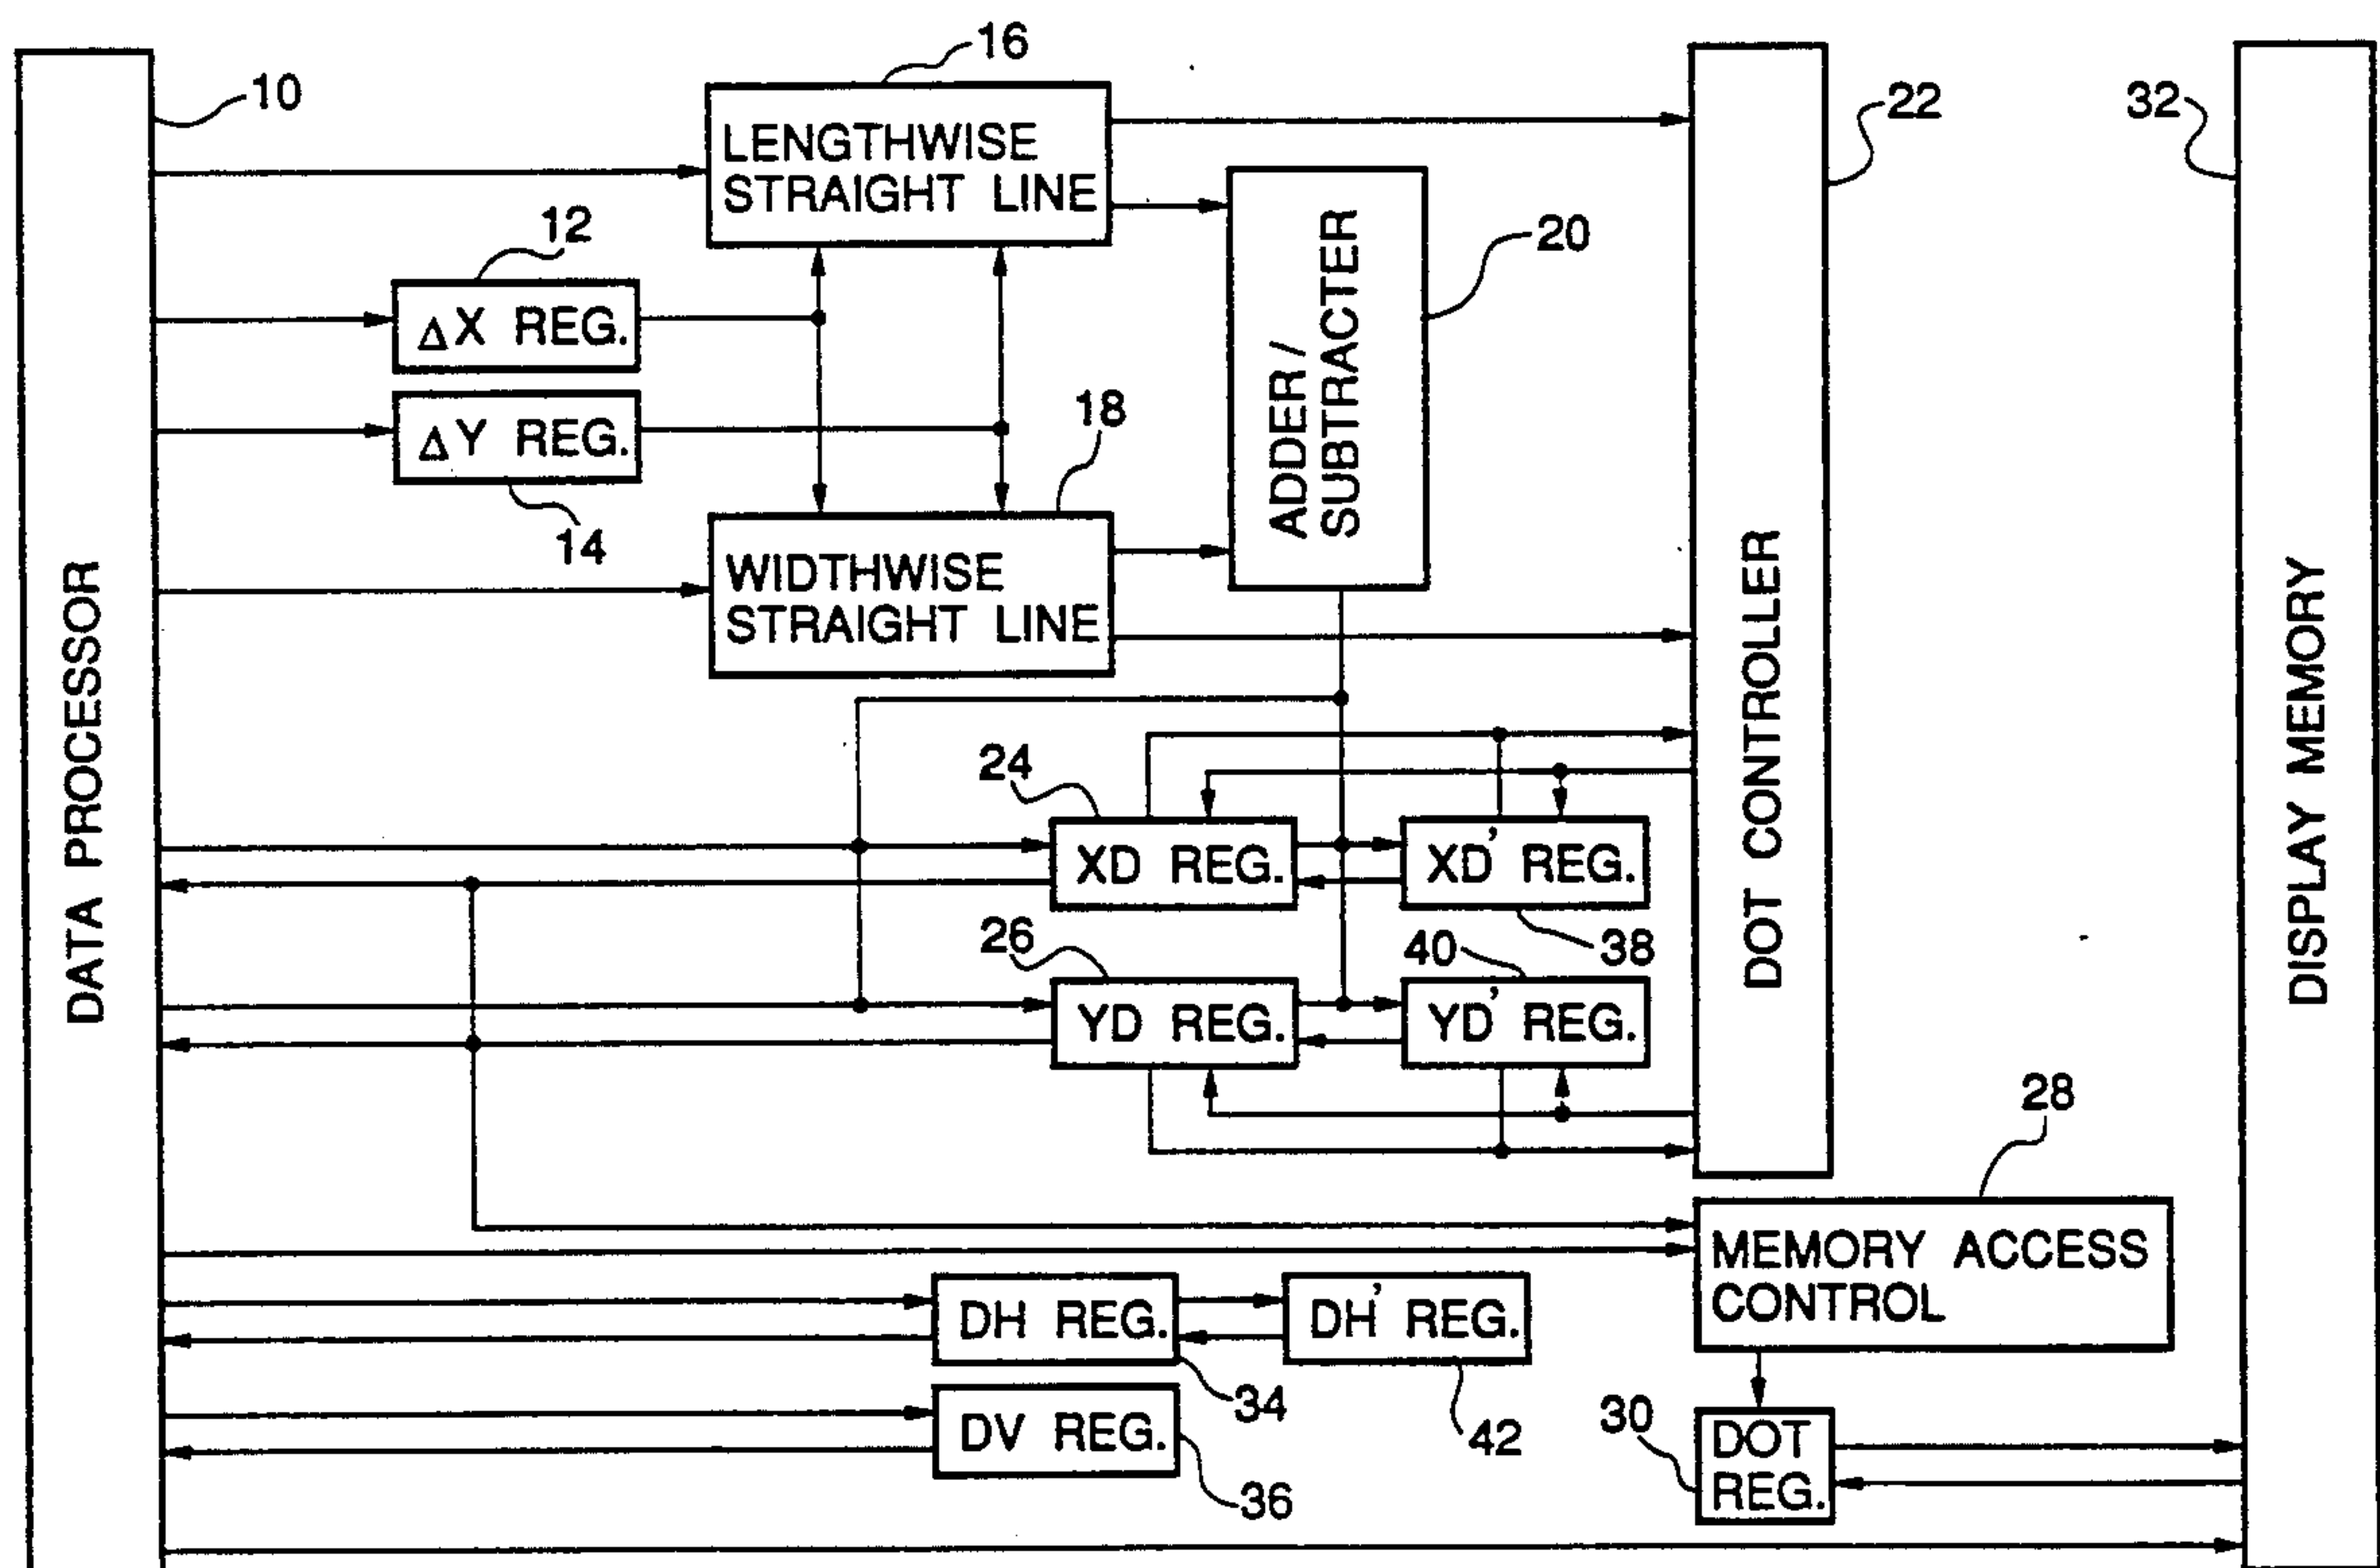 16
10
LENGTHWISE
STRAIGHT LINE
22
32
12
20
ΔX REG.
ADDER /
SUBTRACTER
ΔY REG.
18
14
WIDTHWISE
STRAIGHT LINE
DATA PROCESSOR
DOT CONTROLLER
DISPLAY MEMORY
24
XD REG.
XD' REG.
26
40
38
YD REG.
YD' REG.
28
MEMORY ACCESS
CONTROL
DH REG.
DH' REG.
34
42
30
DV REG.
DOT
REG.
36